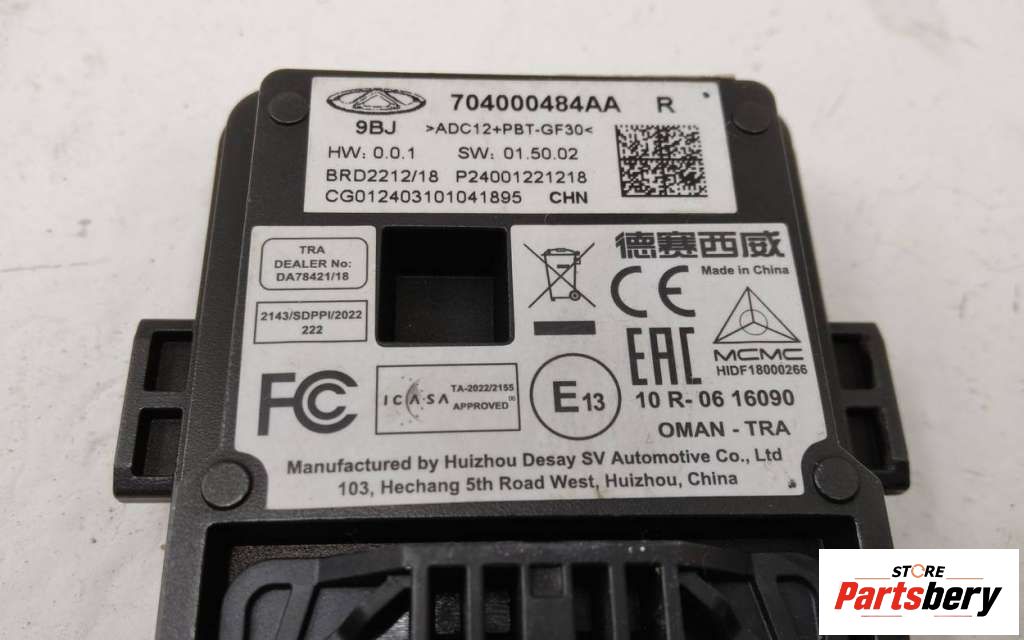 704000484AA R
9BJ >ADC12+PBT-GF30<
HW: 0.0.1 SW: 01.50.02
BRD2212/18 P24001221218
CG012403101041895 CHN
TRA
DEALER No:
DA78421/18
2143/SDPPI/2022
222
FC
ICASA
TA-2022/2155
APPROVED 06
德赛西威
CE
Made in China
EAC
MCMC
HIDF18000266
E13
10 R- 06 16090
OMAN - TRA
Manufactured by Huizhou Desay SV Automotive Co., Ltd
103, Hechang 5th Road West, Huizhou, China
STORE
Partsbery